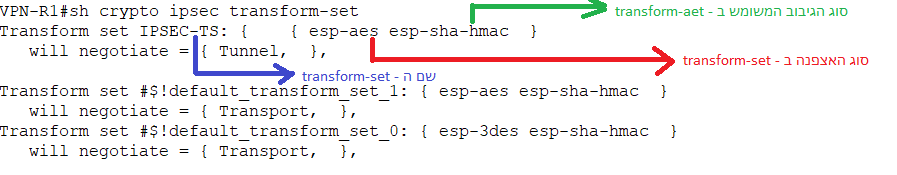 VPN-R1#sh crypto ipsec transform-set
סוג הגיבוב המשומש ב - transform-aet
Transform set IPSEC-TS: {    { esp-aes esp-sha-hmac  }
will negotiate = { Tunnel,  },
סוג האצפנה ב - transform-set
שם ה - transform-set
Transform set #$!default_transform_set_1: { esp-aes esp-sha-hmac  }
will negotiate = { Transport,  },
Transform set #$!default_transform_set_0: { esp-3des esp-sha-hmac  }
will negotiate = { Transport,  },